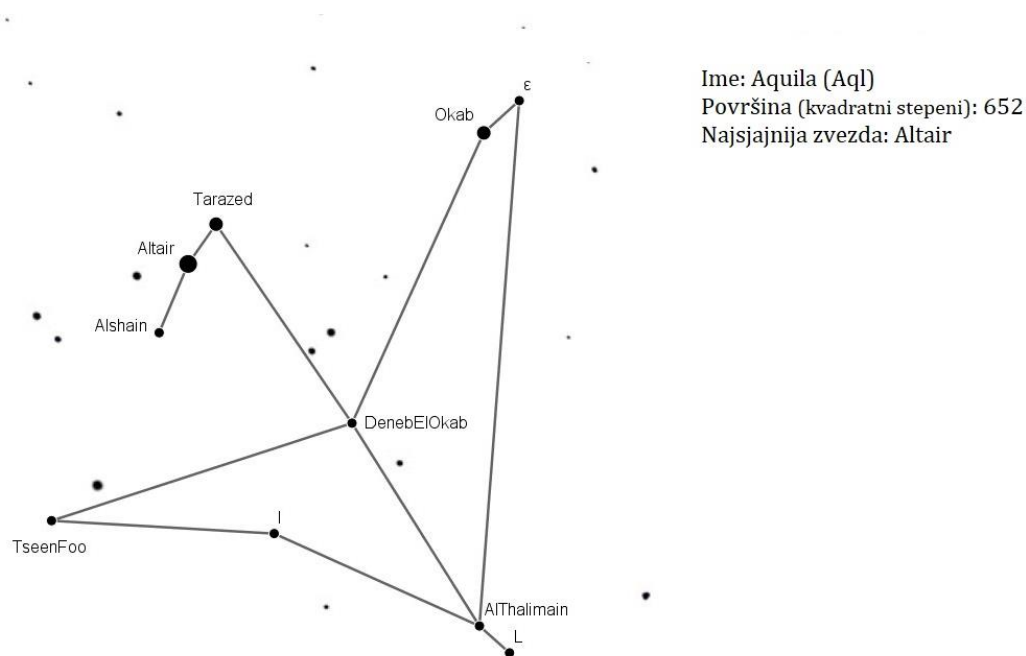 Ime: Aquila (Aql)
Površina (kvadratni stepeni): 652
Najsjajnija zvezda: Altair
ε
Okab
Tarazed
Altair
Alshain
DenebElOkab
I
TseenFoo
AlThalimain
L